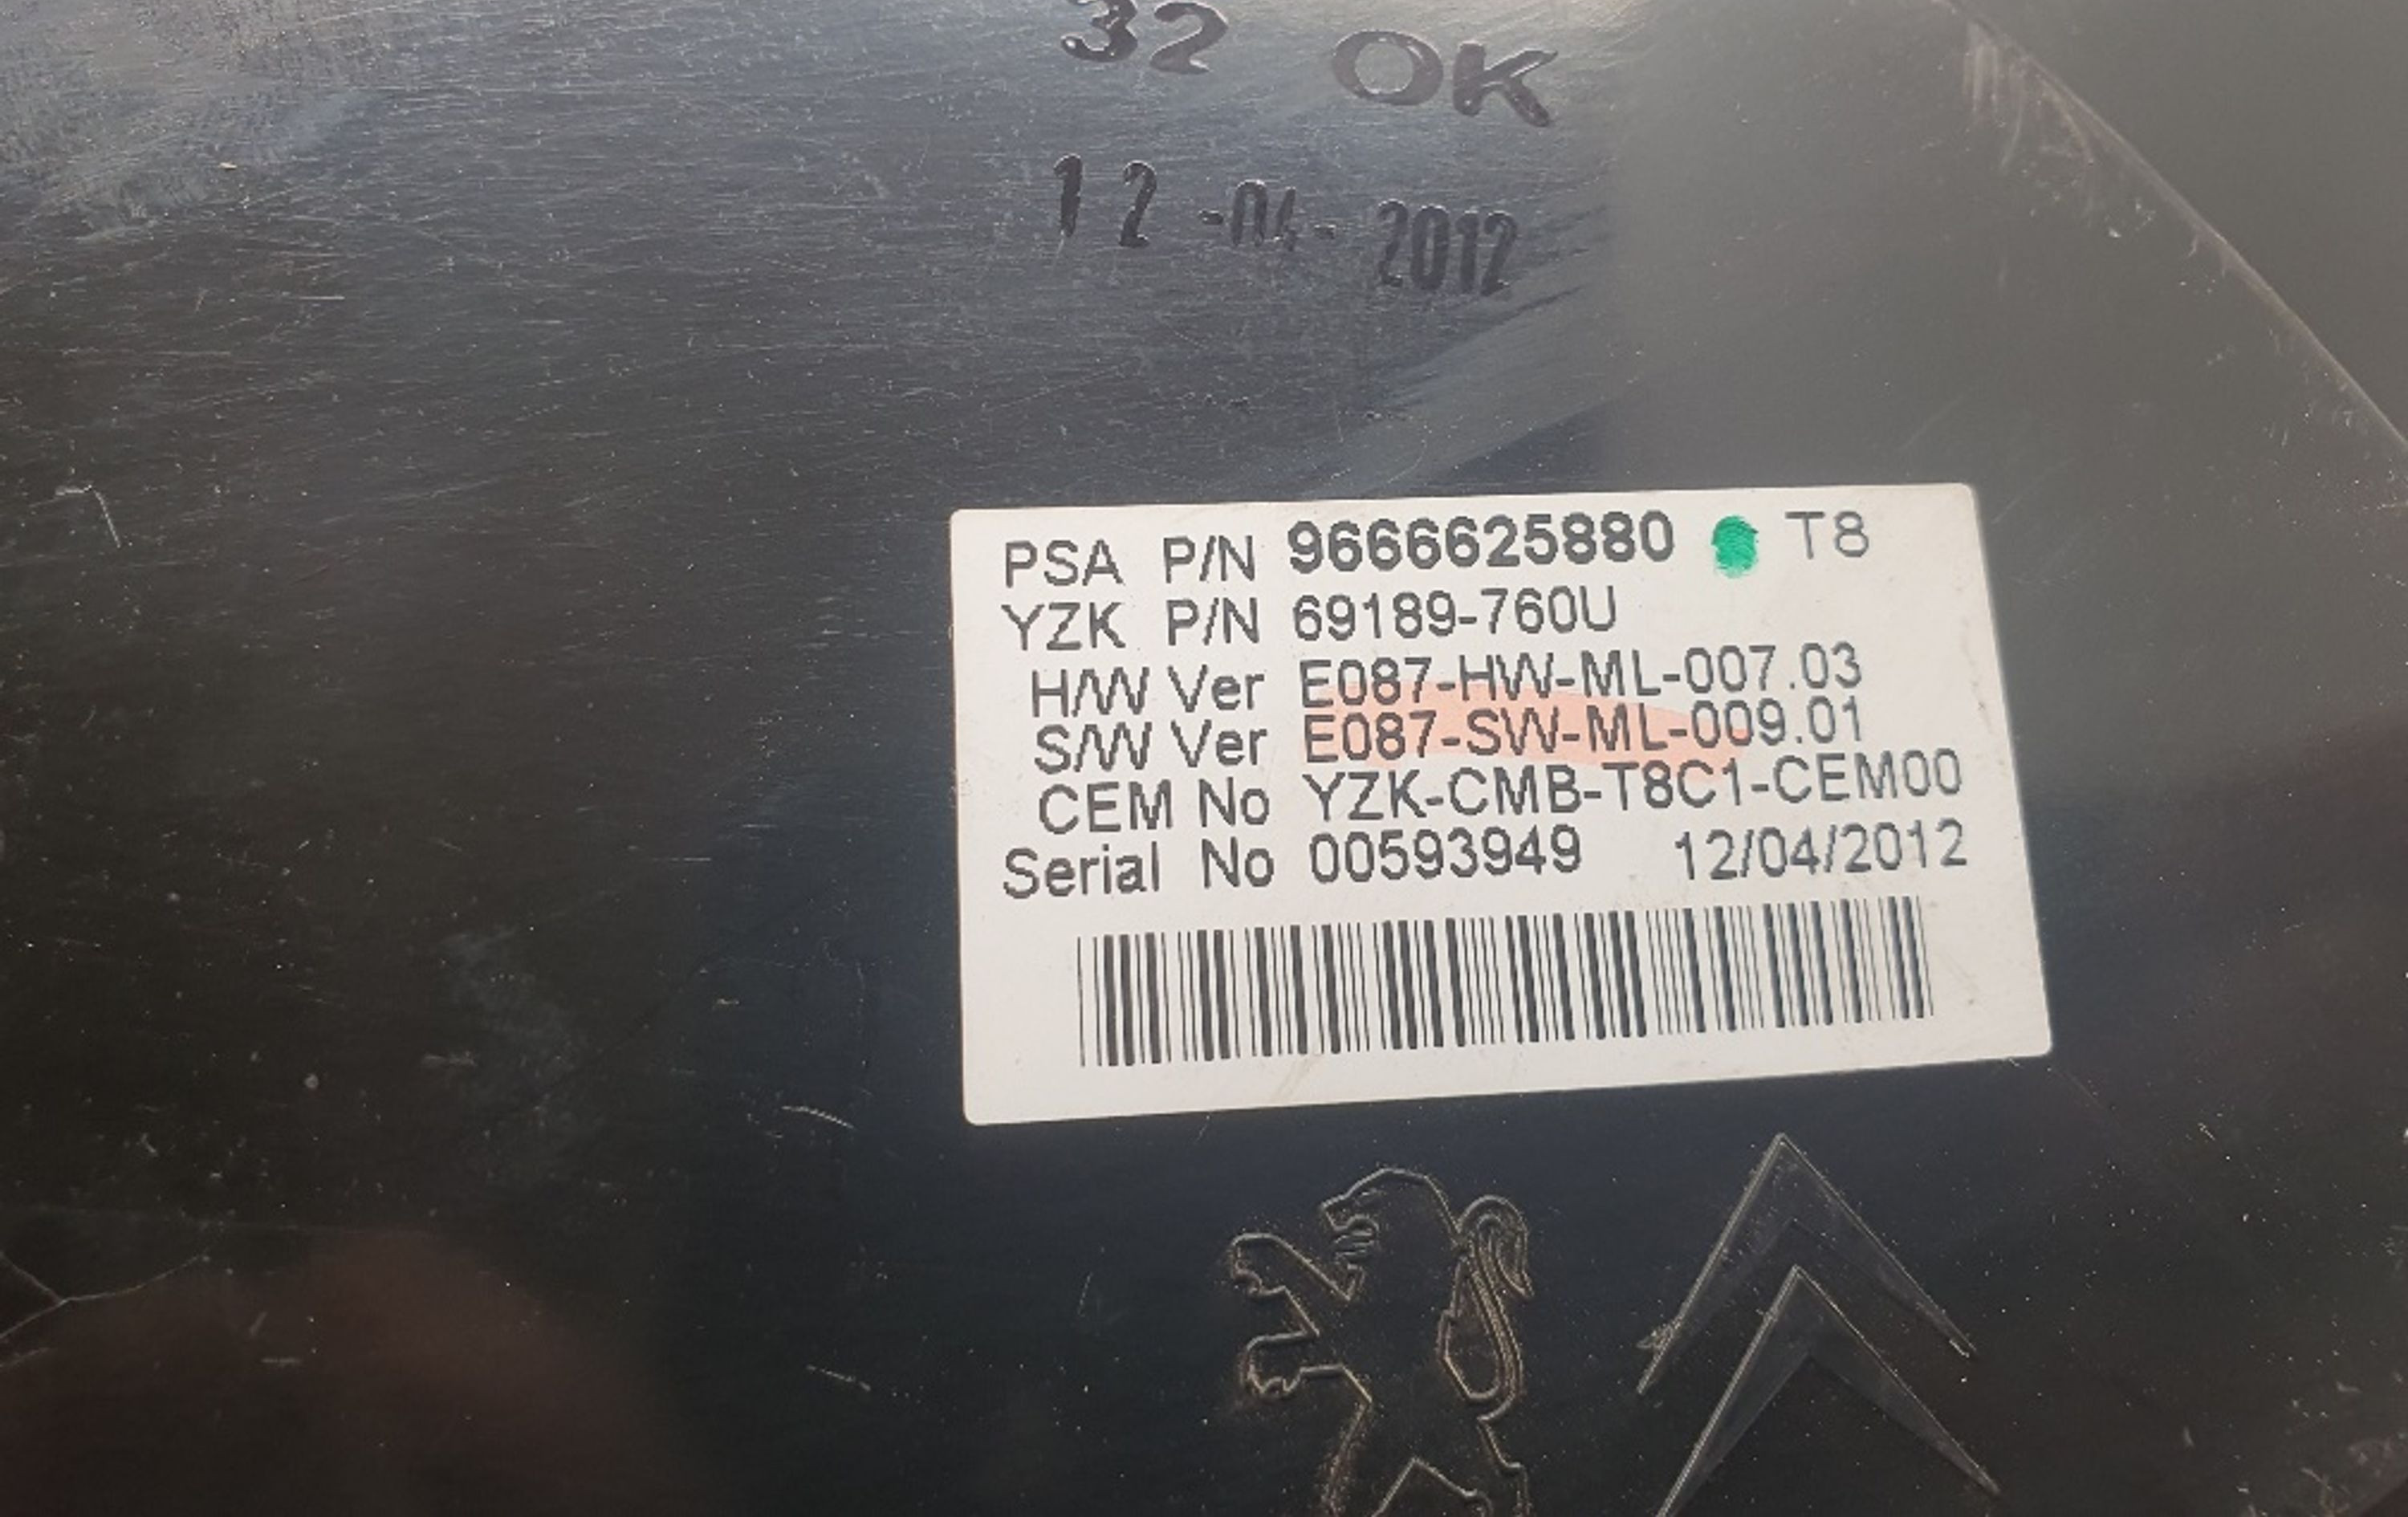 32 OK
12-04-2012
PSA P/N 9666625880 T8
YZK P/N 69189-760U
H/W Ver E087-HW-ML-007.03
S/W Ver E087-SW-ML-009.01
CEM No YZK-CMB-T8C1-CEM00
Serial No 00593949 12/04/2012